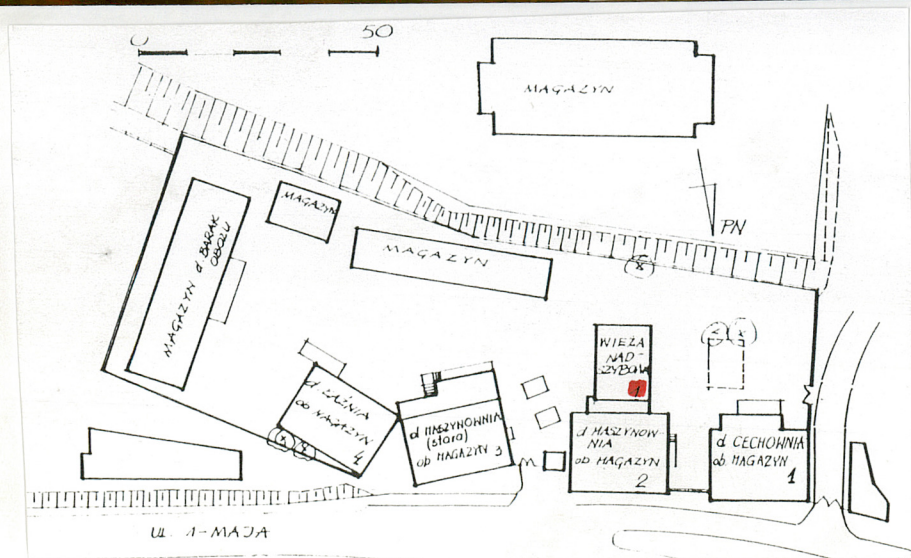 0 50
MAGAZYN
PN
MAGAZYN
MAGAZYN d. BARAK
OBOZU
MAGAZYN
WIEŻA
NAD-
SZYBOWA
1
d ŁAŹNIA
ob MAGAZYN
4
d MASZYNOWNIA
(stara)
ob MAGAZYN 3
d MASZYNOW-
NIA
ob MAGAZYN
2
d CECHOWNIA
ob. MAGAZYN
1
UL. 1-MAJA